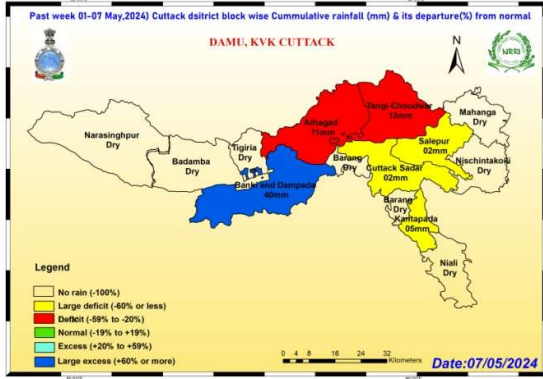 Past week 01-07 May,2024) Cuttack dsitrict block wise Cummulative rainfall (mm) & its departure(%) from normal
DAMU, KVK CUTTACK
N
NRRI
Narasinghpur
Dry
Badamba
Dry
Tigiria
Dry
Athagad
11mm
Tangi-Choudwar
13mm
Mahanga
Dry
Salepur
02mm
Nischintakoili
Dry
Barang
Dry
Cuttack Sadar
02mm
Banki and Dampada
40mm
Barang
Dry
Kantapada
05mm
Niali
Dry
Legend
No rain (-100%)
Large deficit (-60% or less)
Deficit (-59% to -20%)
Normal (-19% to +19%)
Excess (+20% to +59%)
Large excess (+60% or more)
0 4 8 16 24 32
Kilometers
Date:07/05/2024